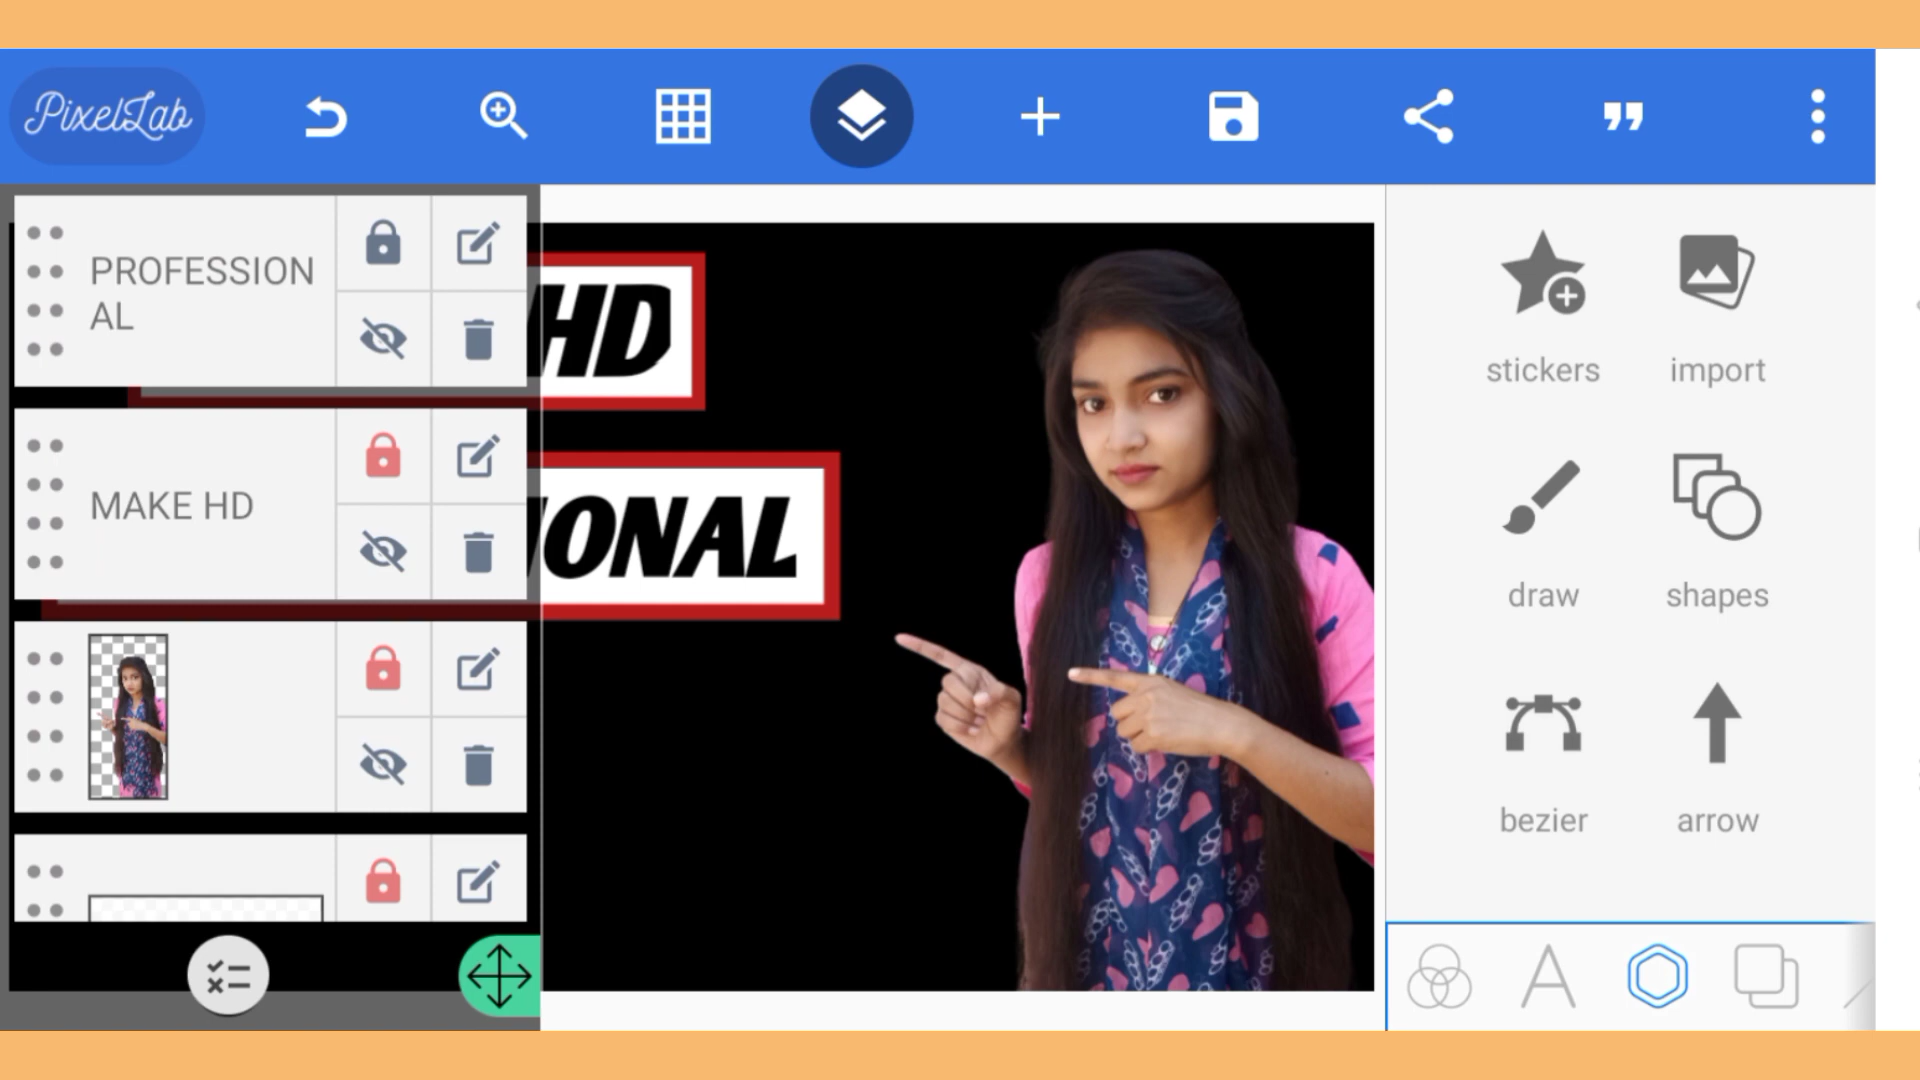 PixelLab
PROFESSION
AL
MAKE HD
HD
IONAL
stickers
import
draw
shapes
bezier
arrow